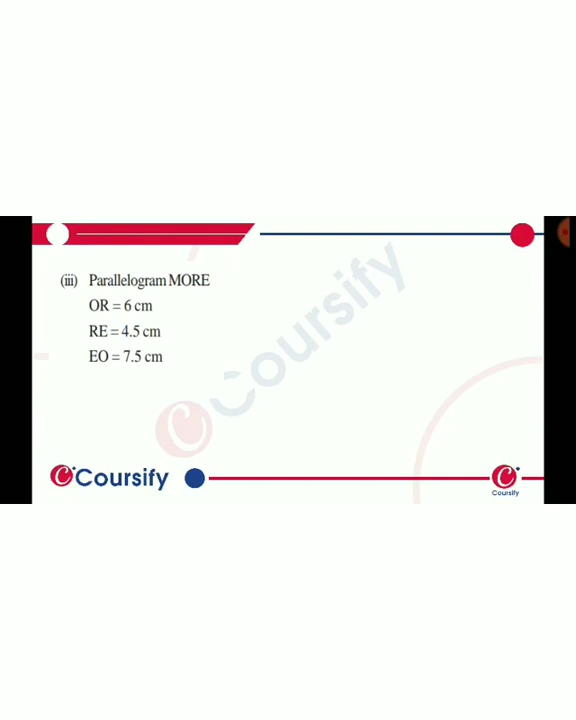 (iii) Parallelogram MORE
OR = 6 cm
RE = 4.5 cm
EO = 7.5 cm
Coursify
Coursify
Coursify